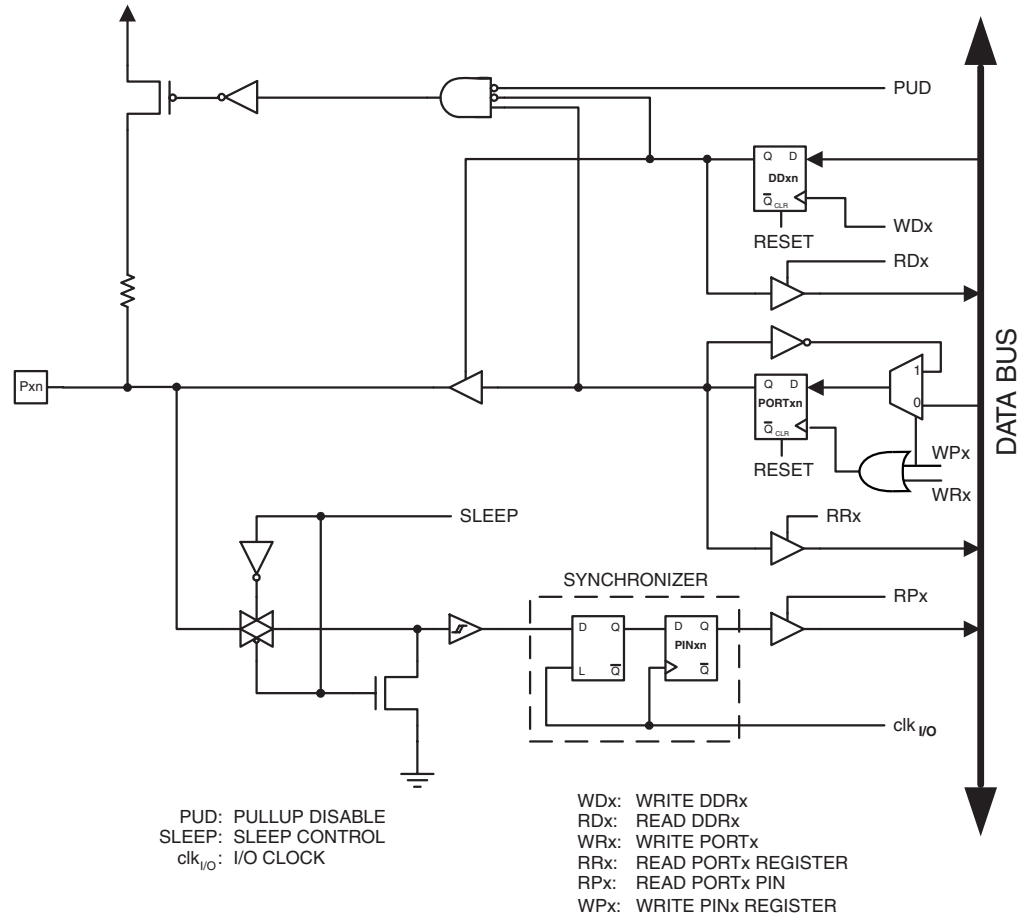 PUD
Q D
DDxn
Q CLR
WDx
RESET
RDx
Pxn
1
Q D
PORTxn
0
DATA BUS
Q CLR
WPx
RESET
WRx
SLEEP
RRx
SYNCHRONIZER
RPx
D Q
D Q
PINxn
L Q
Q
clk I/O
PUD: PULLUP DISABLE
SLEEP: SLEEP CONTROL
clkI/O: I/O CLOCK
WDx: WRITE DDRx
RDx: READ DDRx
WRx: WRITE PORTx
RRx: READ PORTx REGISTER
RPx: READ PORTx PIN
WPx: WRITE PINx REGISTER